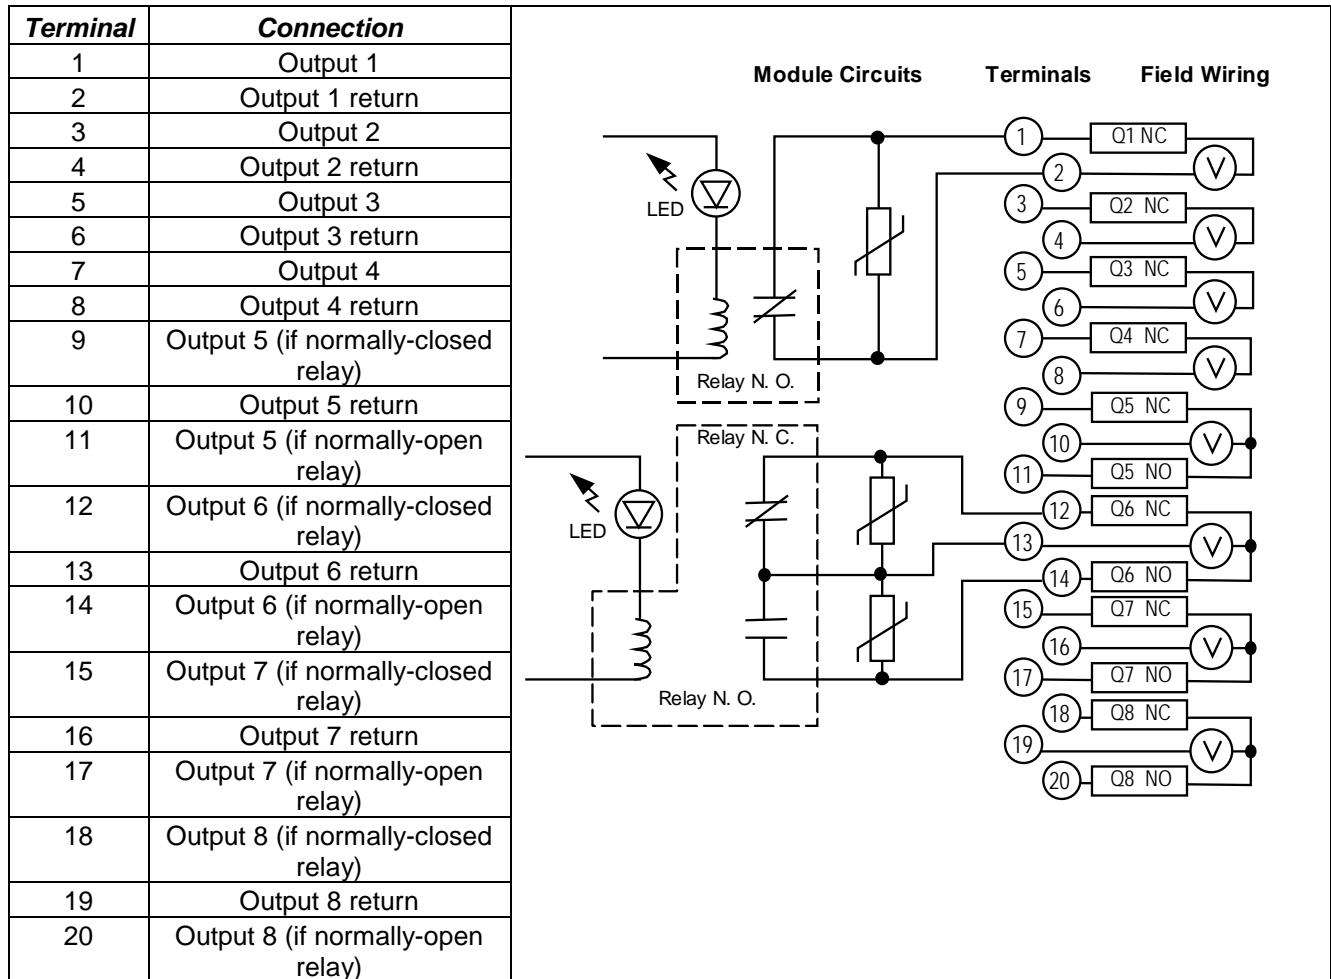 Terminal Connection
1 Output 1
2 Output 1 return
3 Output 2
4 Output 2 return
5 Output 3
6 Output 3 return
7 Output 4
8 Output 4 return
9 Output 5 (if normally-closed
relay)
10 Output 5 return
11 Output 5 (if normally-open
relay)
12 Output 6 (if normally-closed
relay)
13 Output 6 return
14 Output 6 (if normally-open
relay)
15 Output 7 (if normally-closed
relay)
16 Output 7 return
17 Output 7 (if normally-open
relay)
18 Output 8 (if normally-closed
relay)
19 Output 8 return
20 Output 8 (if normally-open
relay)
Module Circuits Terminals Field Wiring
LED
Relay N. O.
Relay N. C.
LED
Relay N. O.
1 Q1 NC
2 V
3 Q2 NC
4 V
5 Q3 NC
6 V
7 Q4 NC
8 V
9 Q5 NC
10 V
11 Q5 NO
12 Q6 NC
13 V
14 Q6 NO
15 Q7 NC
16 V
17 Q7 NO
18 Q8 NC
19 V
20 Q8 NO